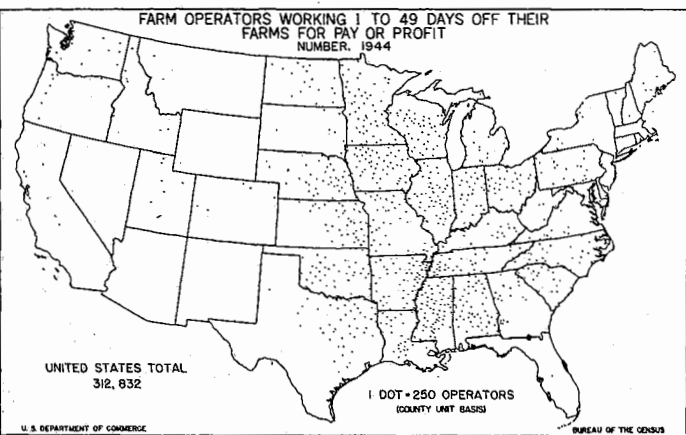 FARM OPERATORS WORKING 1 TO 49 DAYS OFF THEIR
FARMS FOR PAY OR PROFIT
NUMBER, 1944
UNITED STATES TOTAL
312,832
1 DOT=250 OPERATORS
(COUNTY UNIT BASIS)
U. S. DEPARTMENT OF COMMERCE
BUREAU OF THE CENSUS